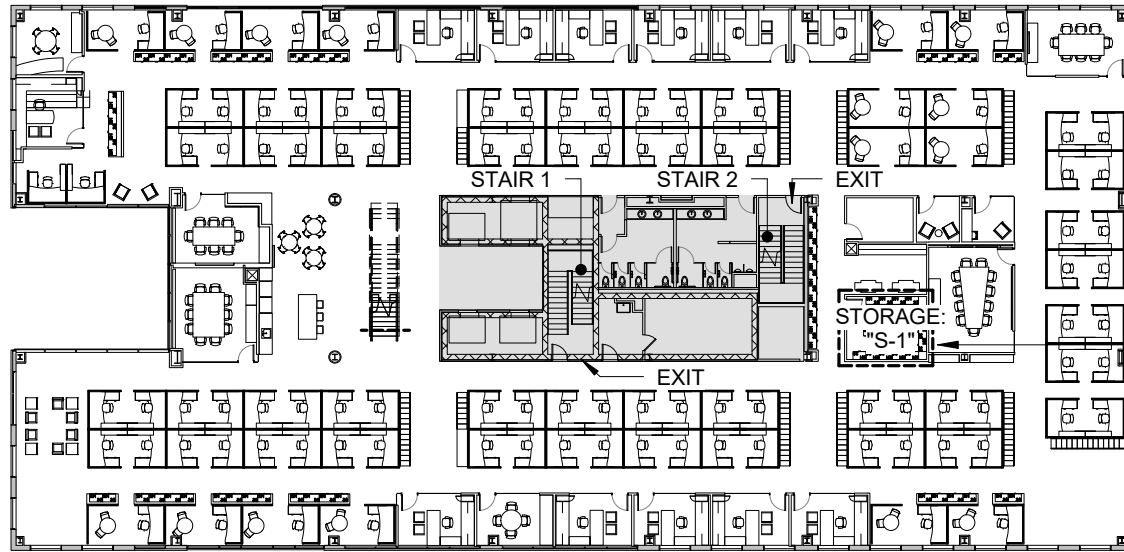 STAIR 1
STAIR 2
EXIT
STORAGE:
"S-1"
EXIT